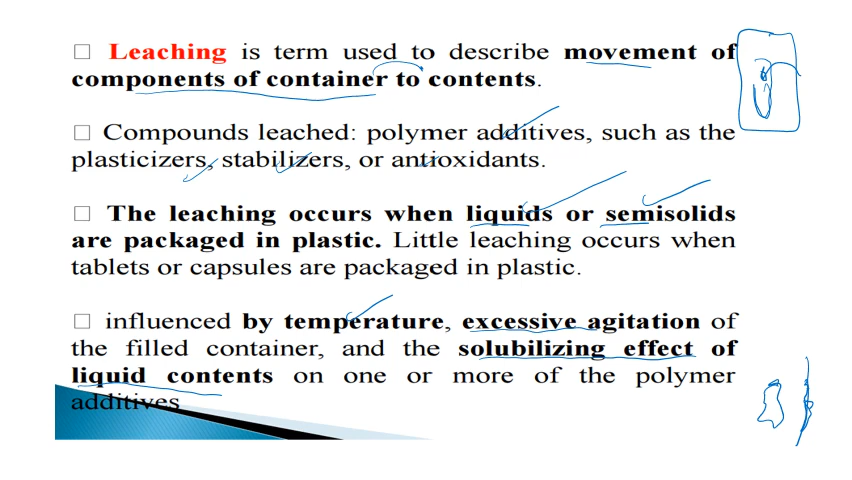 ☐ Leaching is term used to describe movement of
components of container to contents.
☐ Compounds leached: polymer additives, such as the
plasticizers, stabilizers, or antioxidants.
☐ The leaching occurs when liquids or semisolids
are packaged in plastic. Little leaching occurs when
tablets or capsules are packaged in plastic.
☐ influenced by temperature, excessive agitation of
the filled container, and the solubilizing effect of
liquid contents on one or more of the polymer
additives